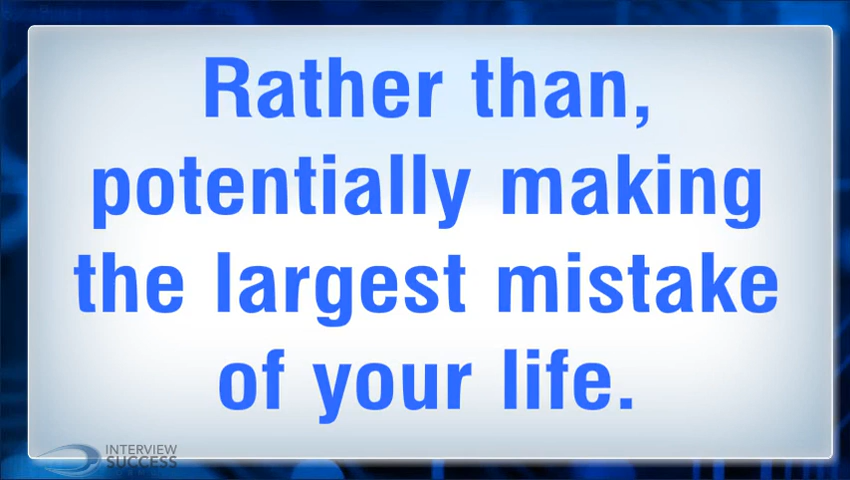 Rather than,
potentially making
the largest mistake
of your life.
INTERVIEW
SUCCESS